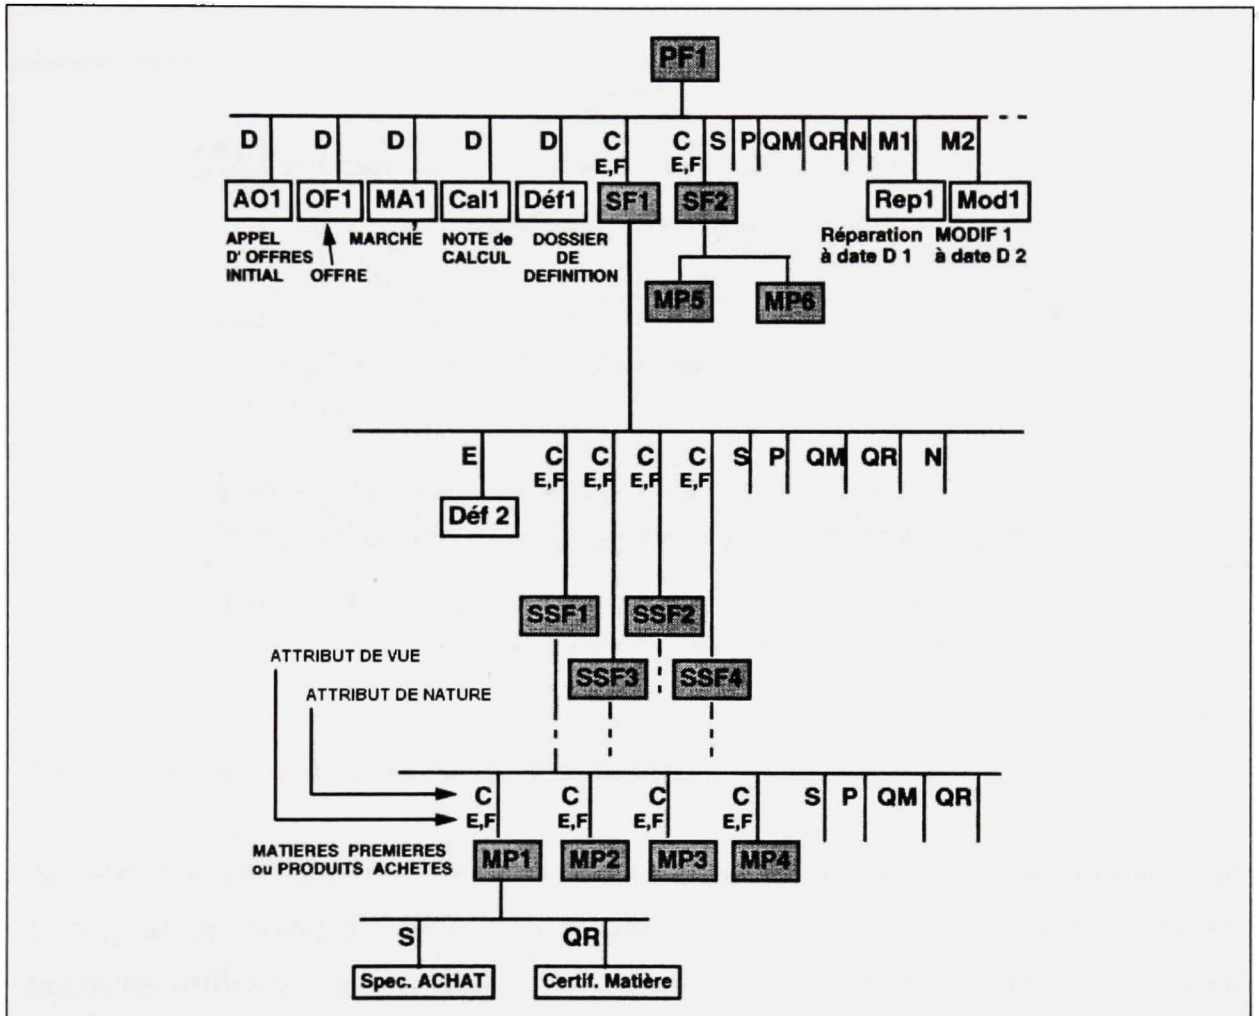 PF1
D D D D D C C S P QM QR N M1 M2
E,F E,F
AO1 OF1 MA1 Cal1 Déf1 SF1 SF2 Rep1 Mod1
APPEL
D' OFFRES
INITIAL
OFFRE
MARCHÉ
NOTE de
CALCUL
DOSSIER
DE
DEFINITION
Réparation
à date D 1
MODIF 1
à date D 2
MP5 MP6
E C C C C S P QM QR N
E,F E,F E,F E,F
Déf 2
SSF1 SSF2
SSF3 SSF4
ATTRIBUT DE VUE
ATTRIBUT DE NATURE
C C C C S P QM QR
E,F E,F E,F E,F
MATIERES PREMIERES
ou PRODUITS ACHETES
MP1 MP2 MP3 MP4
S QR
Spec. ACHAT Certif. Matière